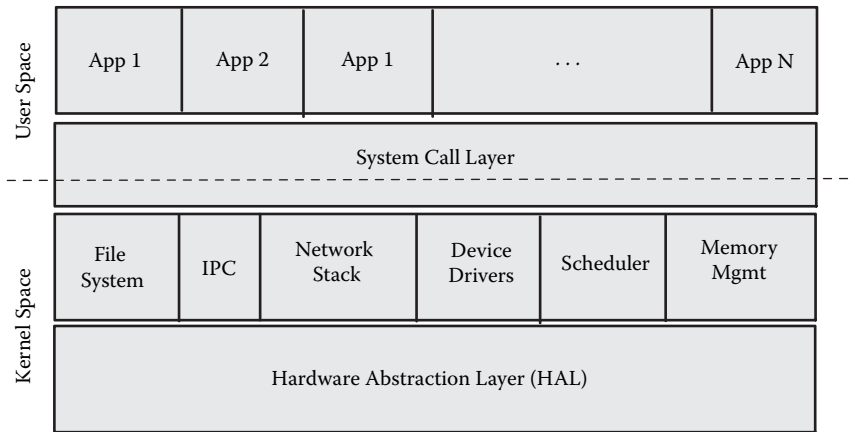 User Space
App 1
App 2
App 1
. . .
App N
System Call Layer
Kernel Space
File
System
IPC
Network
Stack
Device
Drivers
Scheduler
Memory
Mgmt
Hardware Abstraction Layer (HAL)